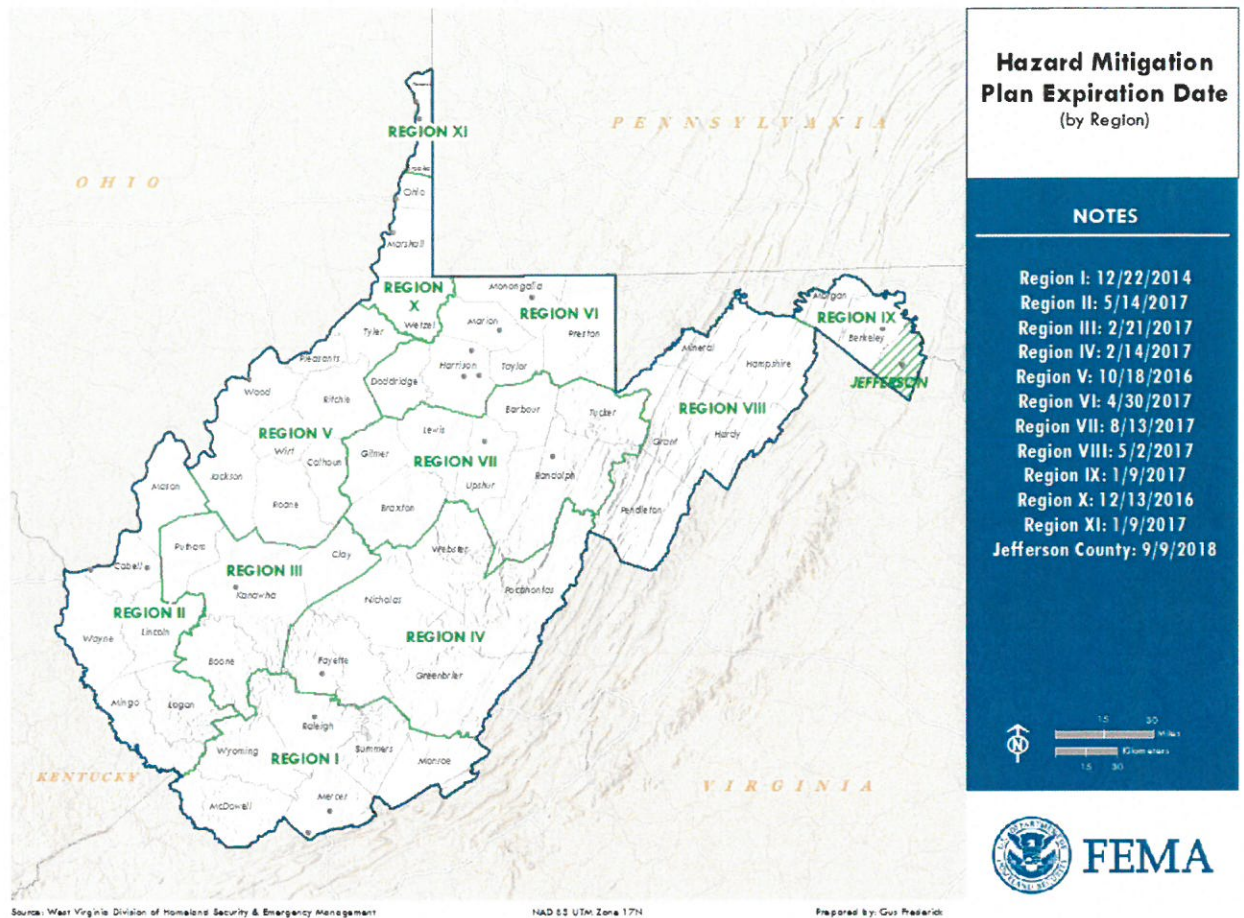 Hazard Mitigation
Plan Expiration Date
(by Region)
NOTES
Region I: 12/22/2014
Region II: 5/14/2017
Region III: 2/21/2017
Region IV: 2/14/2017
Region V: 10/18/2016
Region VI: 4/30/2017
Region VII: 8/13/2017
Region VIII: 5/2/2017
Region IX: 1/9/2017
Region X: 12/13/2016
Region XI: 1/9/2017
Jefferson County: 9/9/2018
15 30
Miles
Kilometers
15 30
N
FEMA
OHIO
PENNSYLVANIA
KENTUCKY
VIRGINIA
REGION XI
Ohio
Marshall
REGION
X
Wetzel
Monongalia
REGION VI
Marion
Preston
Tyler
Pleasants
Doddridge
Harrison
Taylor
Morgan
REGION IX
Berkeley
JEFFERSON
Mineral
Hampshire
REGION VIII
Grant
Hardy
Pendleton
Wood
Ritchie
REGION V
Wirt
Calhoun
Jackson
Roane
Barbour
Tucker
Lewis
Gilmer
REGION VII
Upshur
Randolph
Braxton
Mason
Putnam
Clay
Webster
Cabell
REGION III
Kanawha
Nicholas
Pocahontas
REGION II
Wayne
Lincoln
REGION IV
Boone
Fayette
Greenbrier
Mingo
Logan
Raleigh
Wyoming
Summers
REGION I
Monroe
McDowell
Mercer
Source: West Virginia Division of Homeland Security & Emergency Management
NAD 83 UTM Zone 17N
Prepared by: Gus Frederick